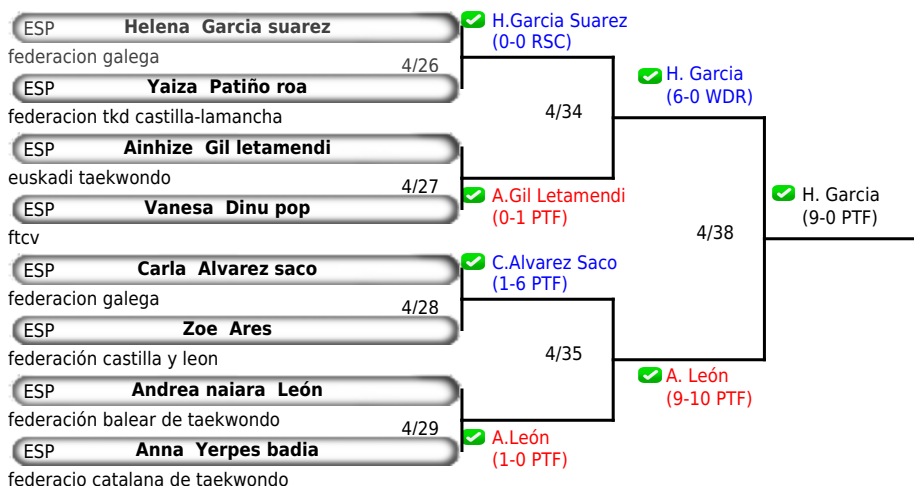 ESP Helena Garcia suarez
federacion galega
4/26
ESP Yaiza Patiño roa
federacion tkd castilla-lamancha
ESP Ainhize Gil letamendi
euskadi taekwondo
4/27
ESP Vanesa Dinu pop
ftcv
ESP Carla Alvarez saco
federacion galega
4/28
ESP Zoe Ares
federación castilla y leon
ESP Andrea naiara León
federación balear de taekwondo
4/29
ESP Anna Yerpes badia
federacio catalana de taekwondo
H.Garcia Suarez
(0-0 RSC)
4/34
A.Gil Letamendi
(0-1 PTF)
C.Alvarez Saco
(1-6 PTF)
4/35
A.León
(1-0 PTF)
H. Garcia
(6-0 WDR)
4/38
A. León
(9-10 PTF)
H. Garcia
(9-0 PTF)